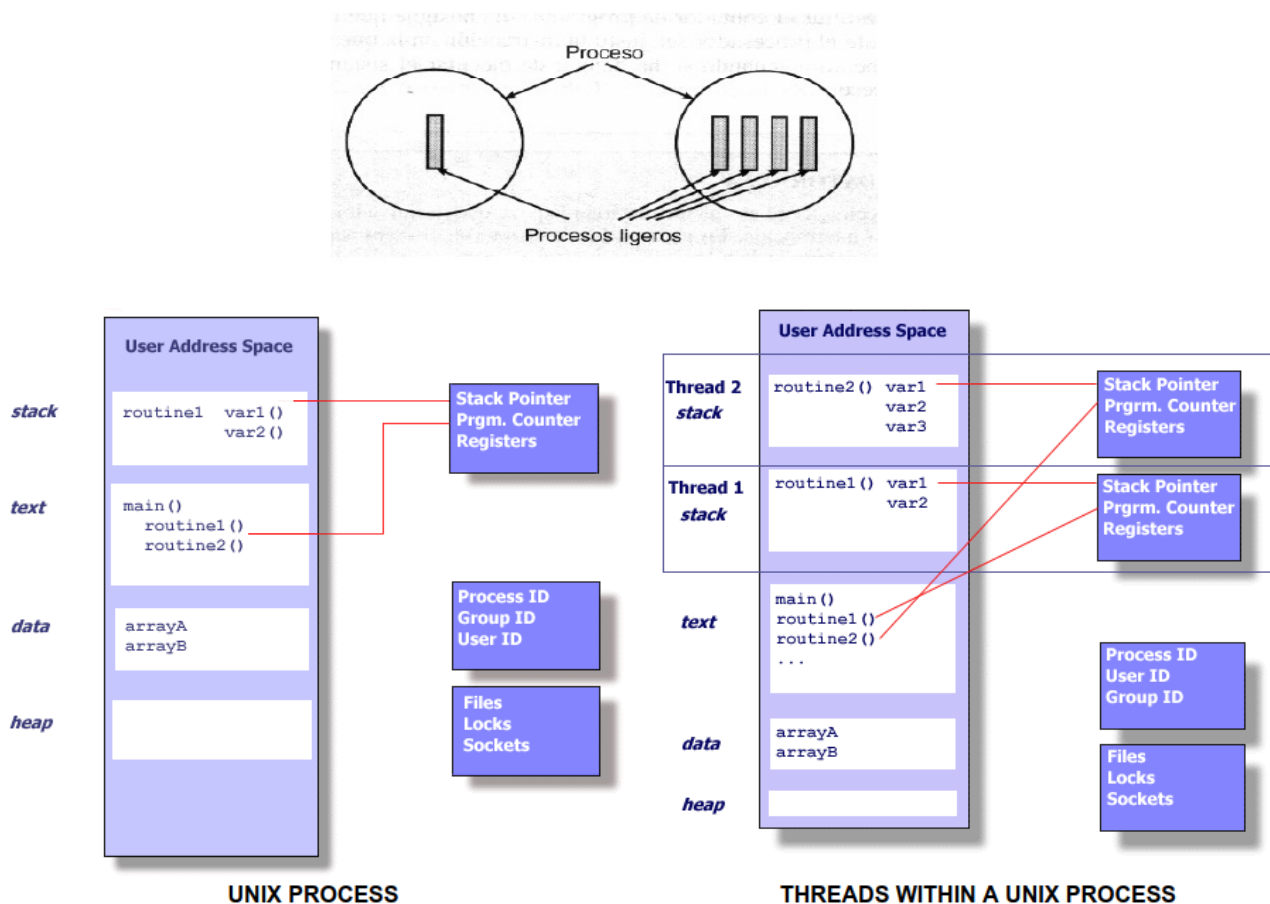 Proceso
Procesos ligeros
User Address Space
stack
routine1 var1()
var2()
Stack Pointer
Prgm. Counter
Registers
text
main()
routine1()
routine2()
data
arrayA
arrayB
Process ID
Group ID
User ID
heap
Files
Locks
Sockets
UNIX PROCESS
User Address Space
Thread 2
stack
routine2() var1
var2
var3
Stack Pointer
Prgrm. Counter
Registers
Thread 1
stack
routine1() var1
var2
Stack Pointer
Prgrm. Counter
Registers
text
main()
routine1()
routine2()
...
Process ID
User ID
Group ID
data
arrayA
arrayB
heap
Files
Locks
Sockets
THREADS WITHIN A UNIX PROCESS